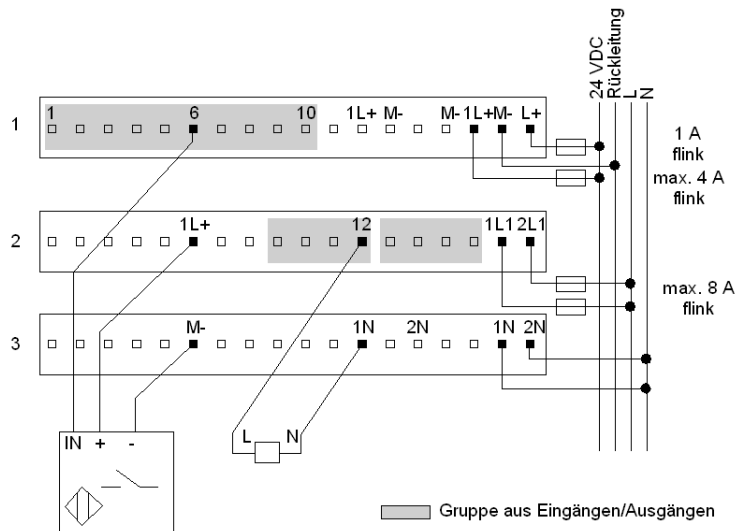 24 VDC
Rückleitung
L
N
1
1 6 10 1L+ M- M- 1L+ M- L+
1 A
flink
max. 4 A
flink
2
1L+ 12 1L1 2L1
max. 8 A
flink
3
M- 1N 2N 1N 2N
IN + -
L N
Gruppe aus Eingängen/Ausgängen